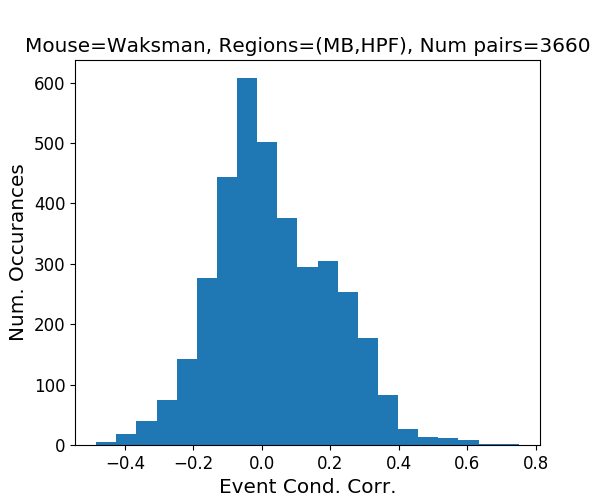 Mouse=Waksman, Regions=(MB,HPF), Num pairs=3660
600
500
400
300
200
100
0
Num. Occurances
−0.4 −0.2 0.0 0.2 0.4 0.6 0.8
Event Cond. Corr.